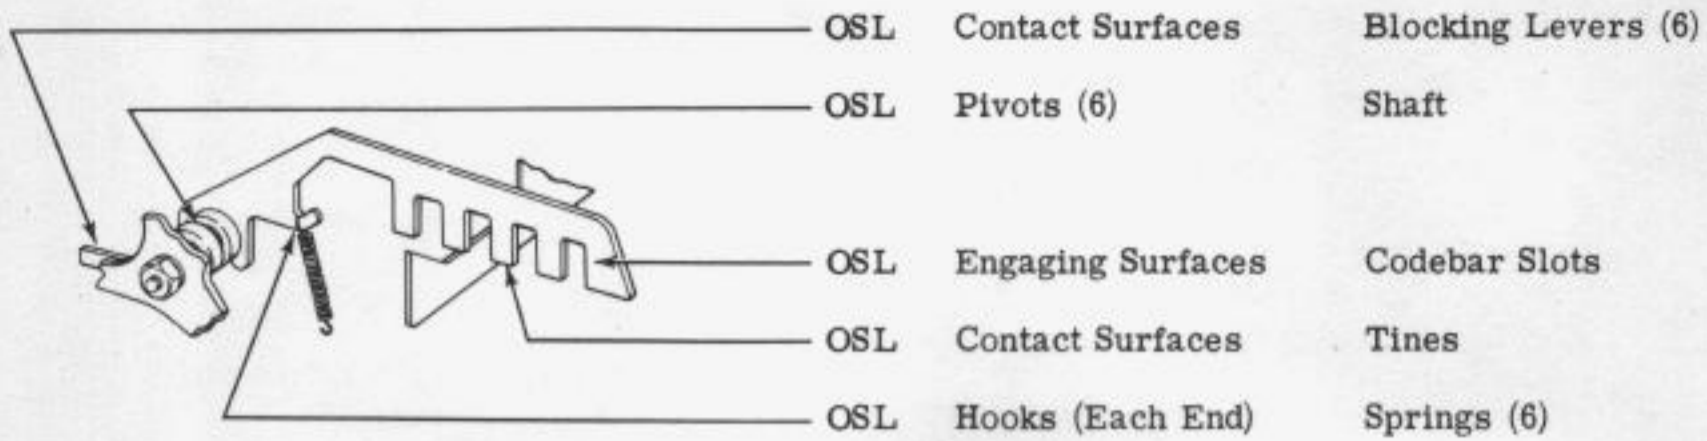 OSL Contact Surfaces Blocking Levers (6)
OSL Pivots (6) Shaft
OSL Engaging Surfaces Codebar Slots
OSL Contact Surfaces Tines
OSL Hooks (Each End) Springs (6)